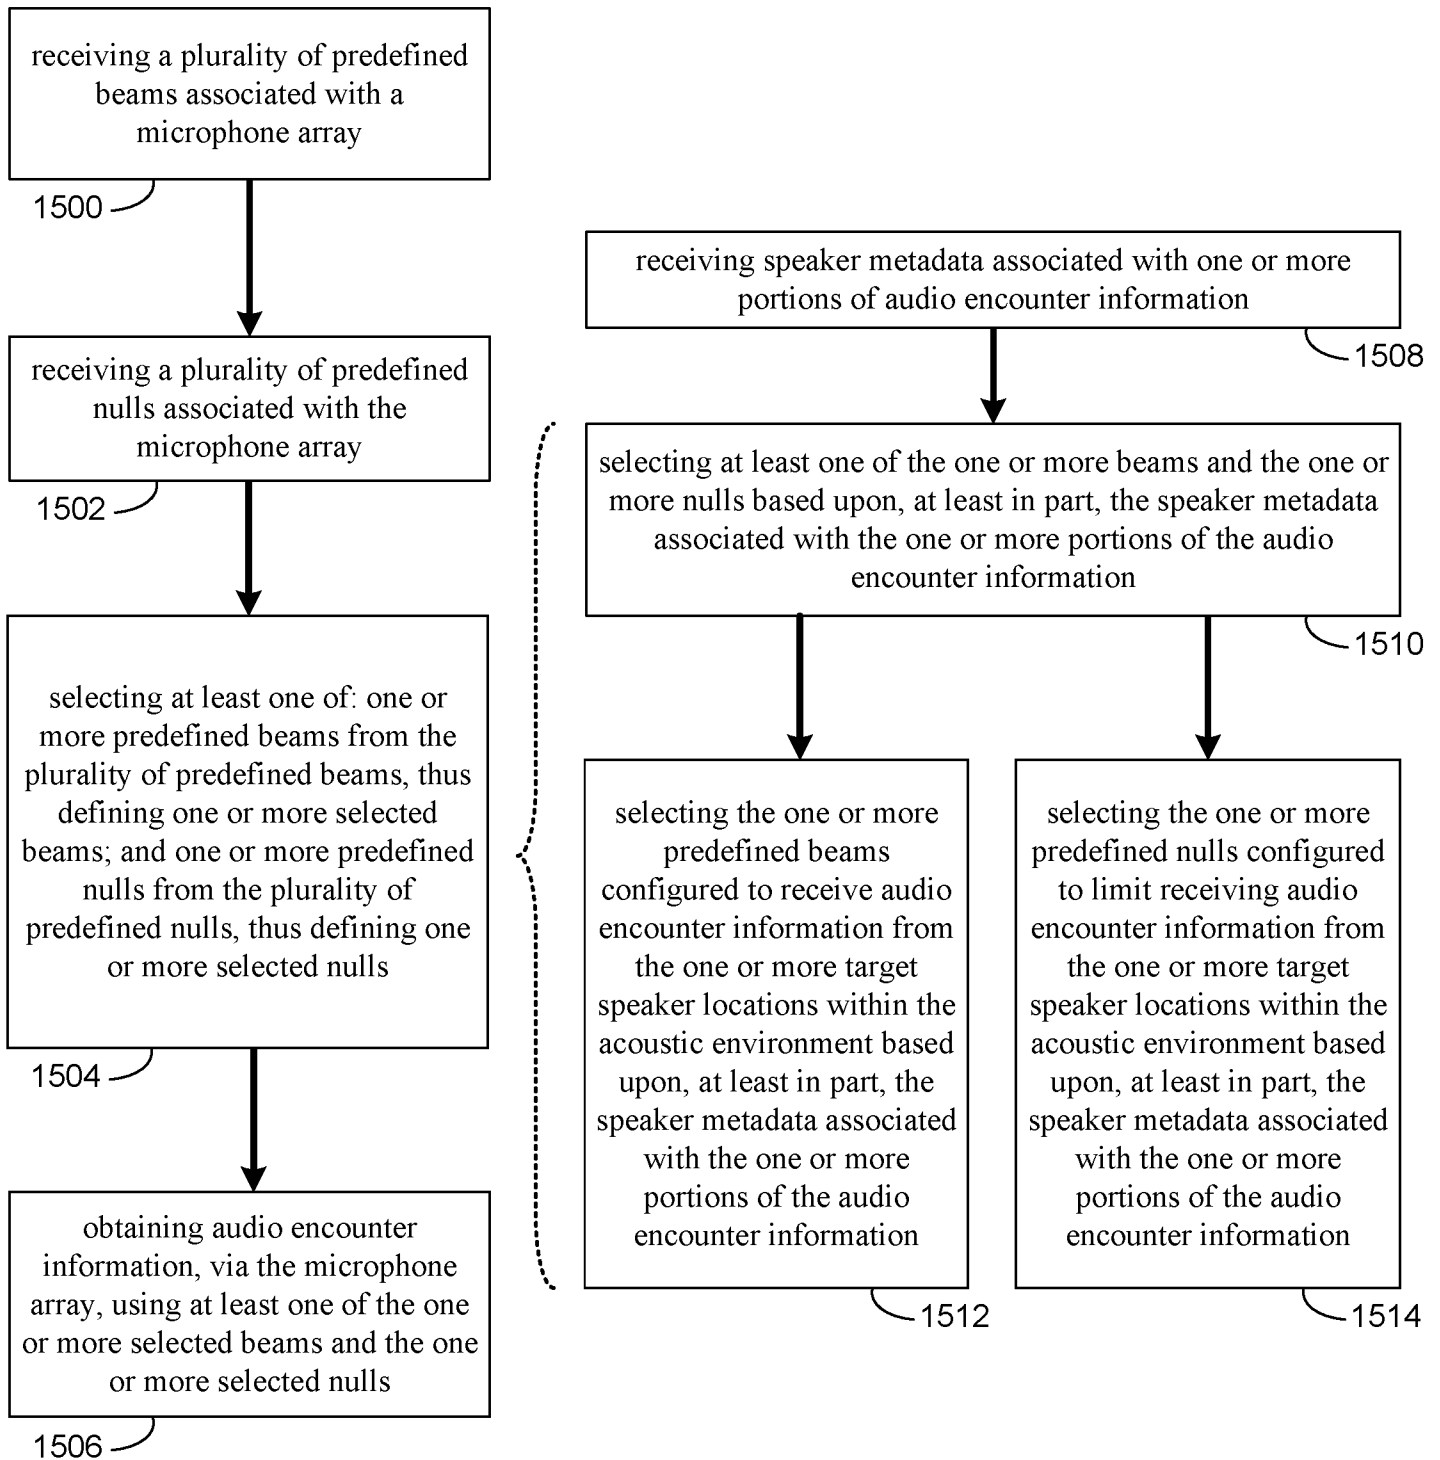 receiving a plurality of predefined
beams associated with a
microphone array
1500
receiving a plurality of predefined
nulls associated with the
microphone array
1502
selecting at least one of: one or
more predefined beams from the
plurality of predefined beams, thus
defining one or more selected
beams; and one or more predefined
nulls from the plurality of
predefined nulls, thus defining one
or more selected nulls
1504
obtaining audio encounter
information, via the microphone
array, using at least one of the one
or more selected beams and the one
or more selected nulls
1506
receiving speaker metadata associated with one or more
portions of audio encounter information
1508
selecting at least one of the one or more beams and the one or
more nulls based upon, at least in part, the speaker metadata
associated with the one or more portions of the audio
encounter information
1510
selecting the one or more
predefined beams
configured to receive audio
encounter information from
the one or more target
speaker locations within the
acoustic environment based
upon, at least in part, the
speaker metadata associated
with the one or more
portions of the audio
encounter information
1512
selecting the one or more
predefined nulls configured
to limit receiving audio
encounter information from
the one or more target
speaker locations within the
acoustic environment based
upon, at least in part, the
speaker metadata associated
with the one or more
portions of the audio
encounter information
1514